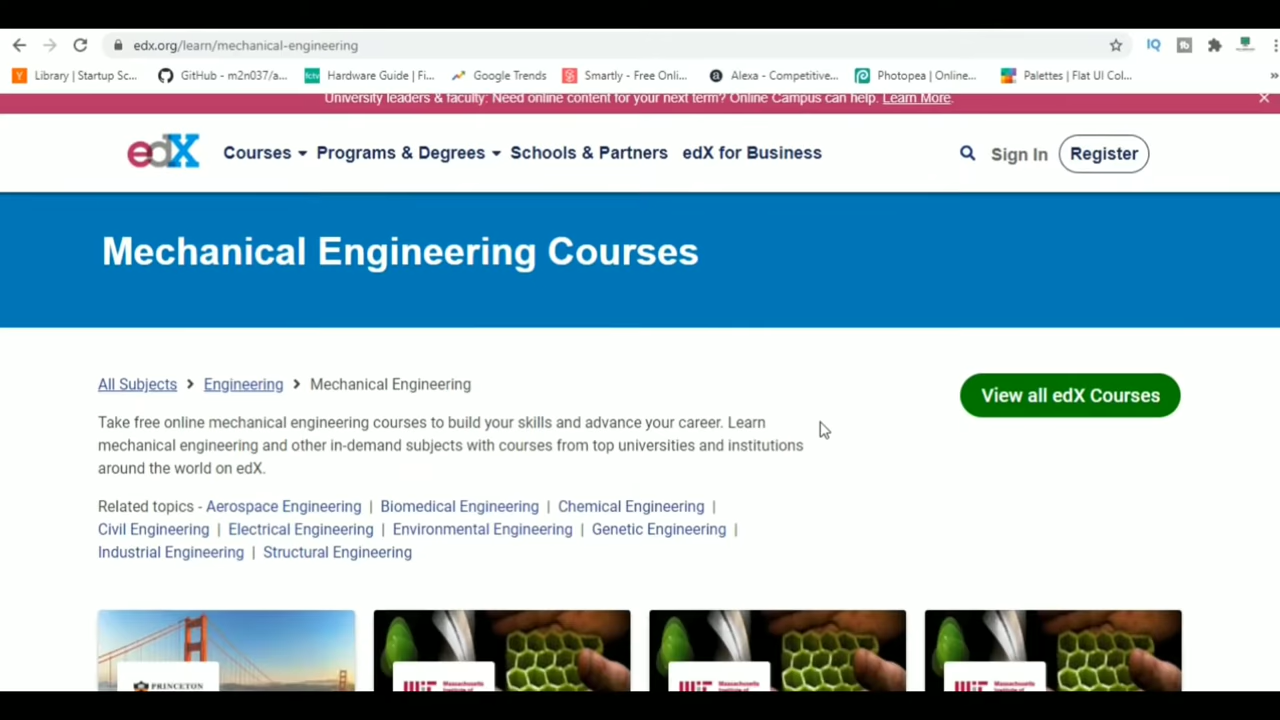 edx.org/learn/mechanical-engineering
IQ
Library | Startup Sc...
GitHub - m2n037/a...
Hardware Guide | Fi...
Google Trends
Smartly - Free Onli...
Alexa - Competitive...
Photopea | Online...
Palettes | Flat UI Col...
University leaders & faculty: Need online content for your next term? Online Campus can help. Learn More.
edX
Courses
Programs & Degrees
Schools & Partners
edX for Business
Sign In
Register
Mechanical Engineering Courses
All Subjects > Engineering > Mechanical Engineering
View all edX Courses
Take free online mechanical engineering courses to build your skills and advance your career. Learn
mechanical engineering and other in-demand subjects with courses from top universities and institutions
around the world on edX.
Related topics - Aerospace Engineering | Biomedical Engineering | Chemical Engineering |
Civil Engineering | Electrical Engineering | Environmental Engineering | Genetic Engineering |
Industrial Engineering | Structural Engineering
PRINCETON
Massachusetts
Massachusetts
Massachusetts